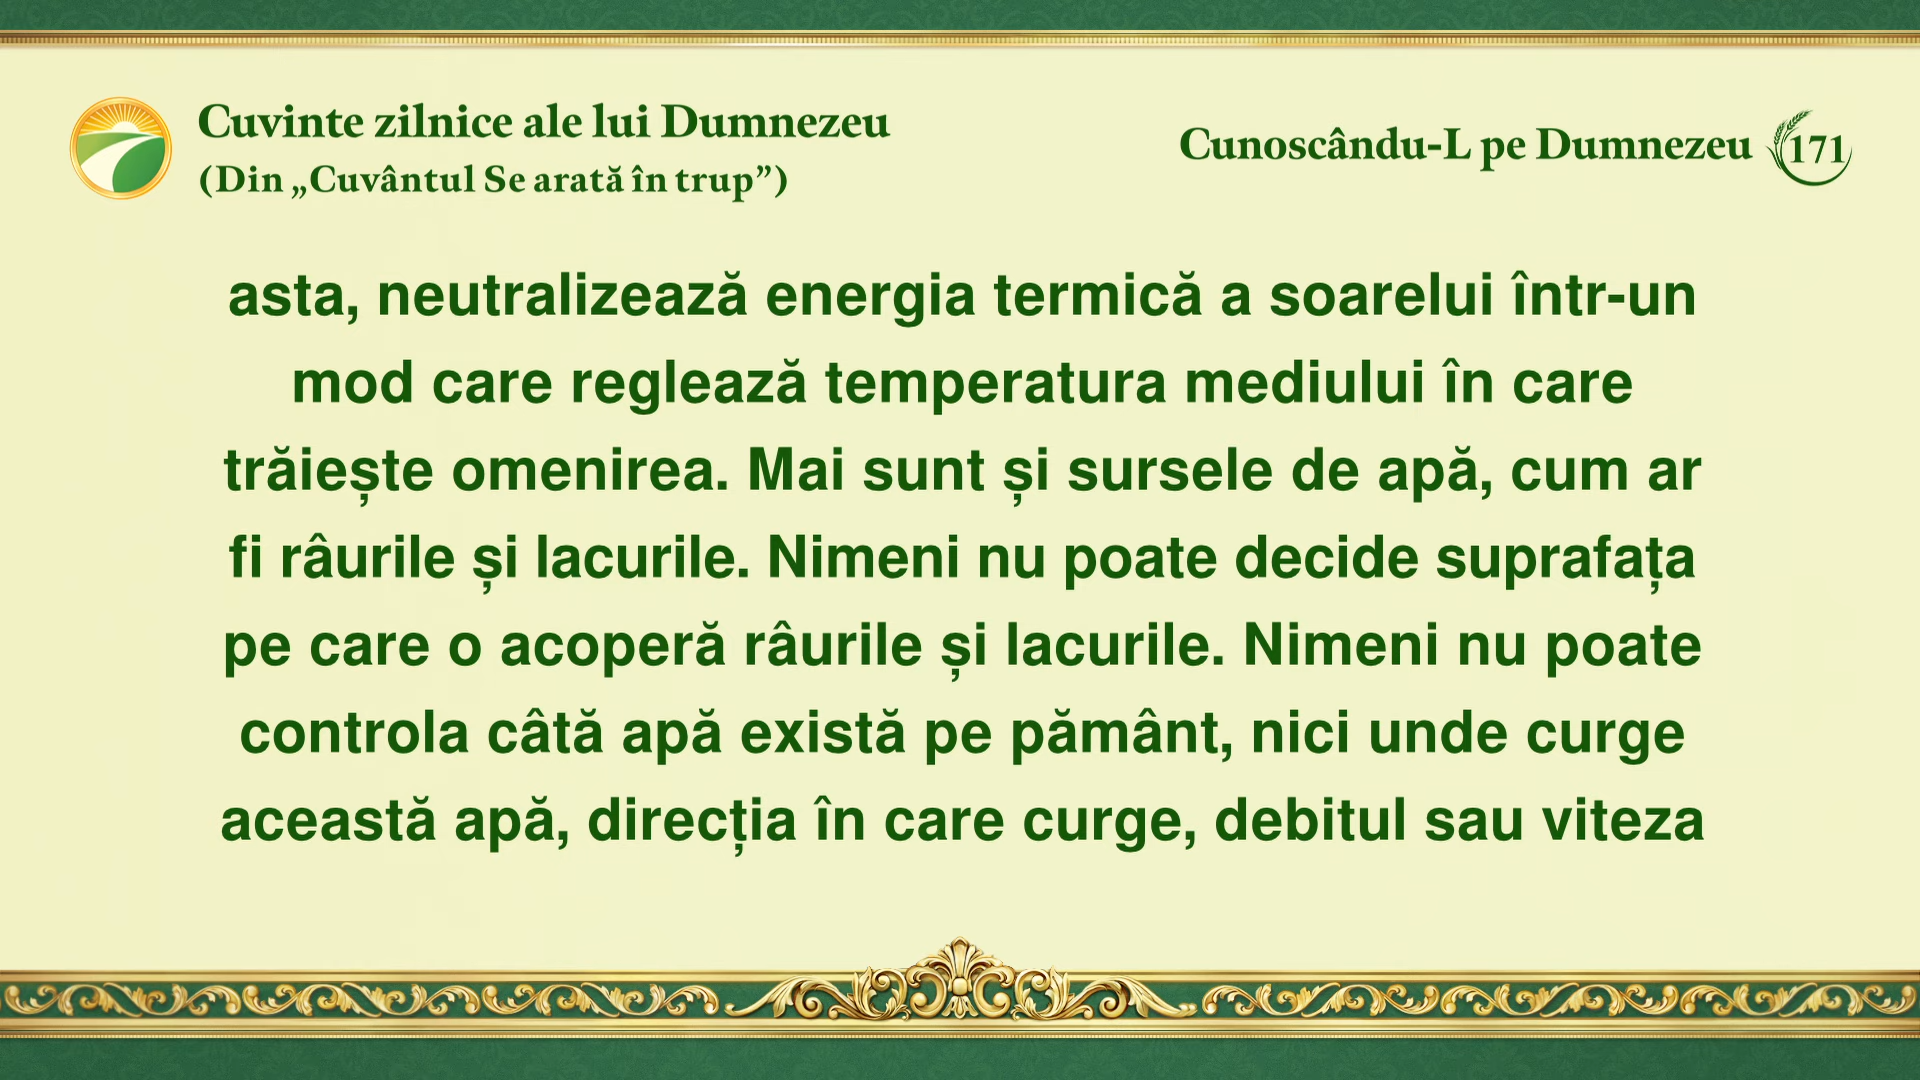 Cuvinte zilnice ale lui Dumnezeu
(Din „Cuvântul Se arată în trup”)
Cunoscându-L pe Dumnezeu 171
asta, neutralizează energia termică a soarelui într-un
mod care reglează temperatura mediului în care
trăiește omenirea. Mai sunt și sursele de apă, cum ar
fi râurile și lacurile. Nimeni nu poate decide suprafața
pe care o acoperă râurile și lacurile. Nimeni nu poate
controla câtă apă există pe pământ, nici unde curge
această apă, direcția în care curge, debitul sau viteza